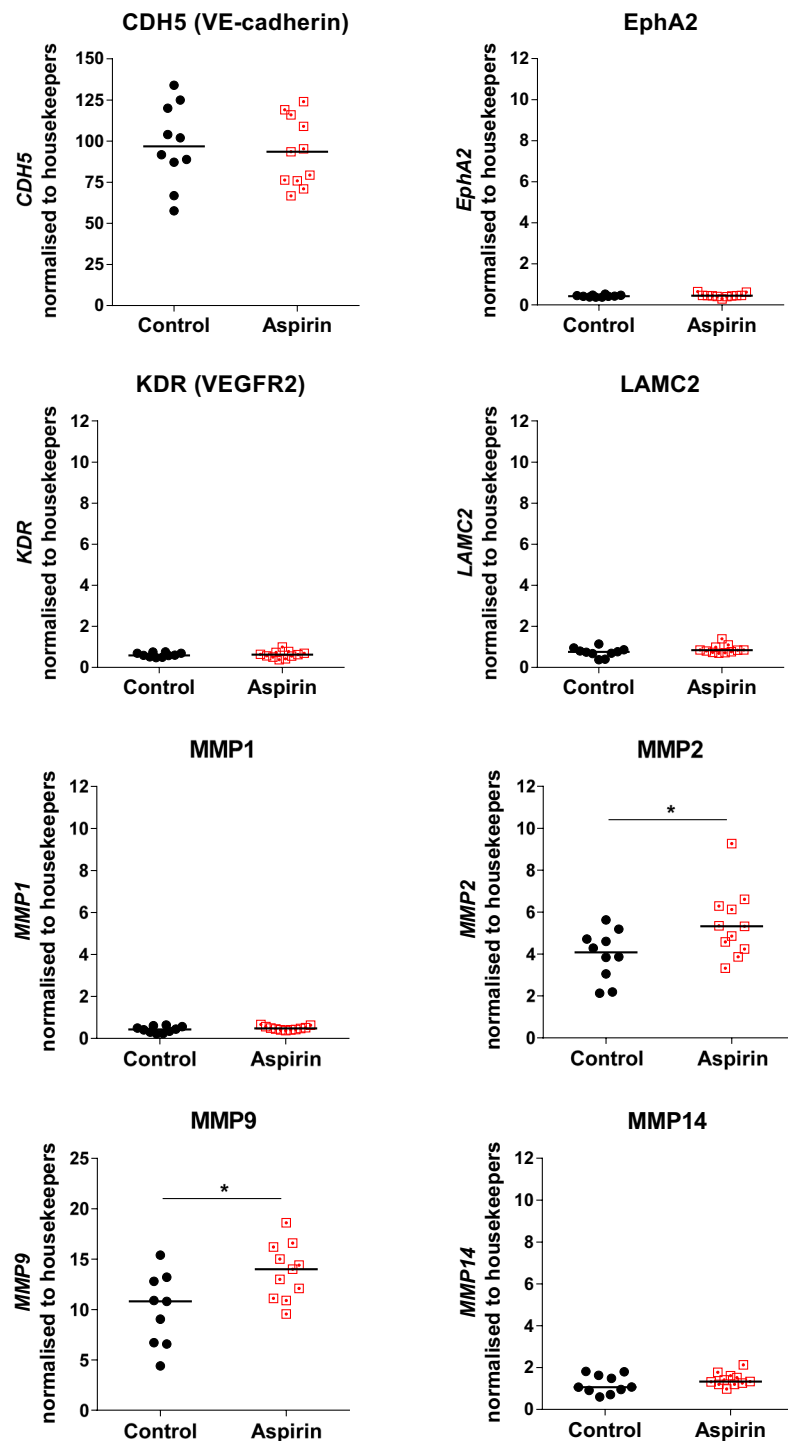 CDH5 (VE-cadherin)
CDH5
normalised to housekeepers
150
125
100
75
50
25
0
Control
Aspirin
EphA2
EphA2
normalised to housekeepers
12
10
8
6
4
2
0
Control
Aspirin
KDR (VEGFR2)
KDR
normalised to housekeepers
12
10
8
6
4
2
0
Control
Aspirin
LAMC2
LAMC2
normalised to housekeepers
12
10
8
6
4
2
0
Control
Aspirin
MMP1
MMP1
normalised to housekeepers
12
10
8
6
4
2
0
Control
Aspirin
MMP2
MMP2
normalised to housekeepers
12
10
8
6
4
2
0
*
Control
Aspirin
MMP9
MMP9
normalised to housekeepers
25
20
15
10
5
0
*
Control
Aspirin
MMP14
MMP14
normalised to housekeepers
12
10
8
6
4
2
0
Control
Aspirin